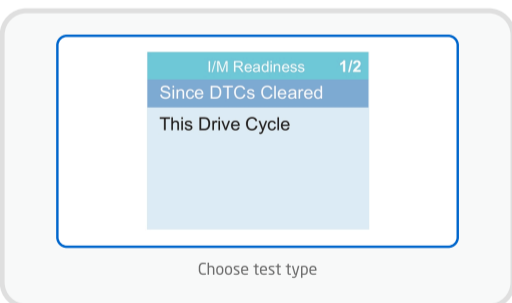 I/M Readiness 1/2
Since DTCs Cleared
This Drive Cycle
Choose test type